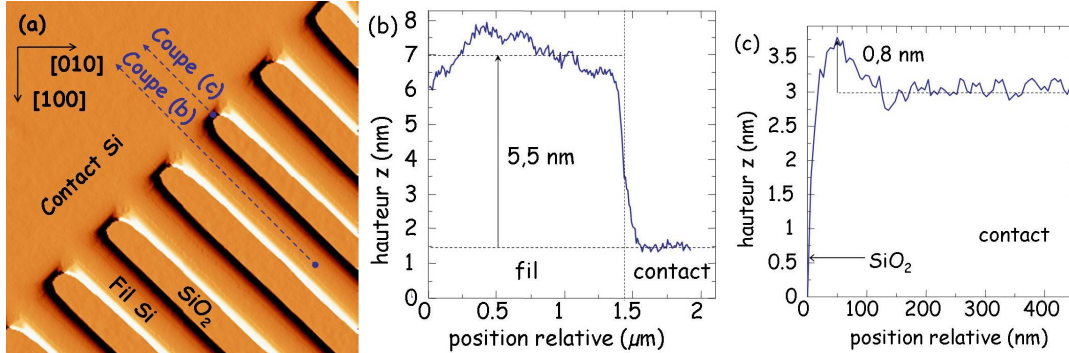 (a)
[010]
[100]
Coupe (c)
Coupe (b)
Contact Si
Fil Si
SiO₂
(b)
hauteur z (nm)
8
7
6
5
4
3
2
1
0
5,5 nm
fil
contact
0
0.5
1
1.5
2
position relative (μm)
(c)
hauteur z (nm)
3.5
3
2.5
2
1.5
1
0.5
0
0,8 nm
contact
SiO₂
0
50
100
200
300
400
position relative (nm)